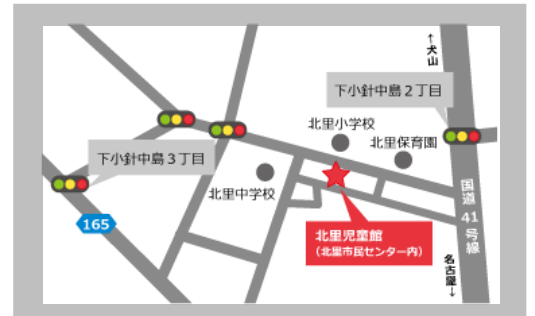 ↑犬山
下小針中島２丁目
北里小学校
北里保育園
下小針中島３丁目
北里中学校
国道41号線
165
北里児童館
（北里市民センター内）
名古屋↓